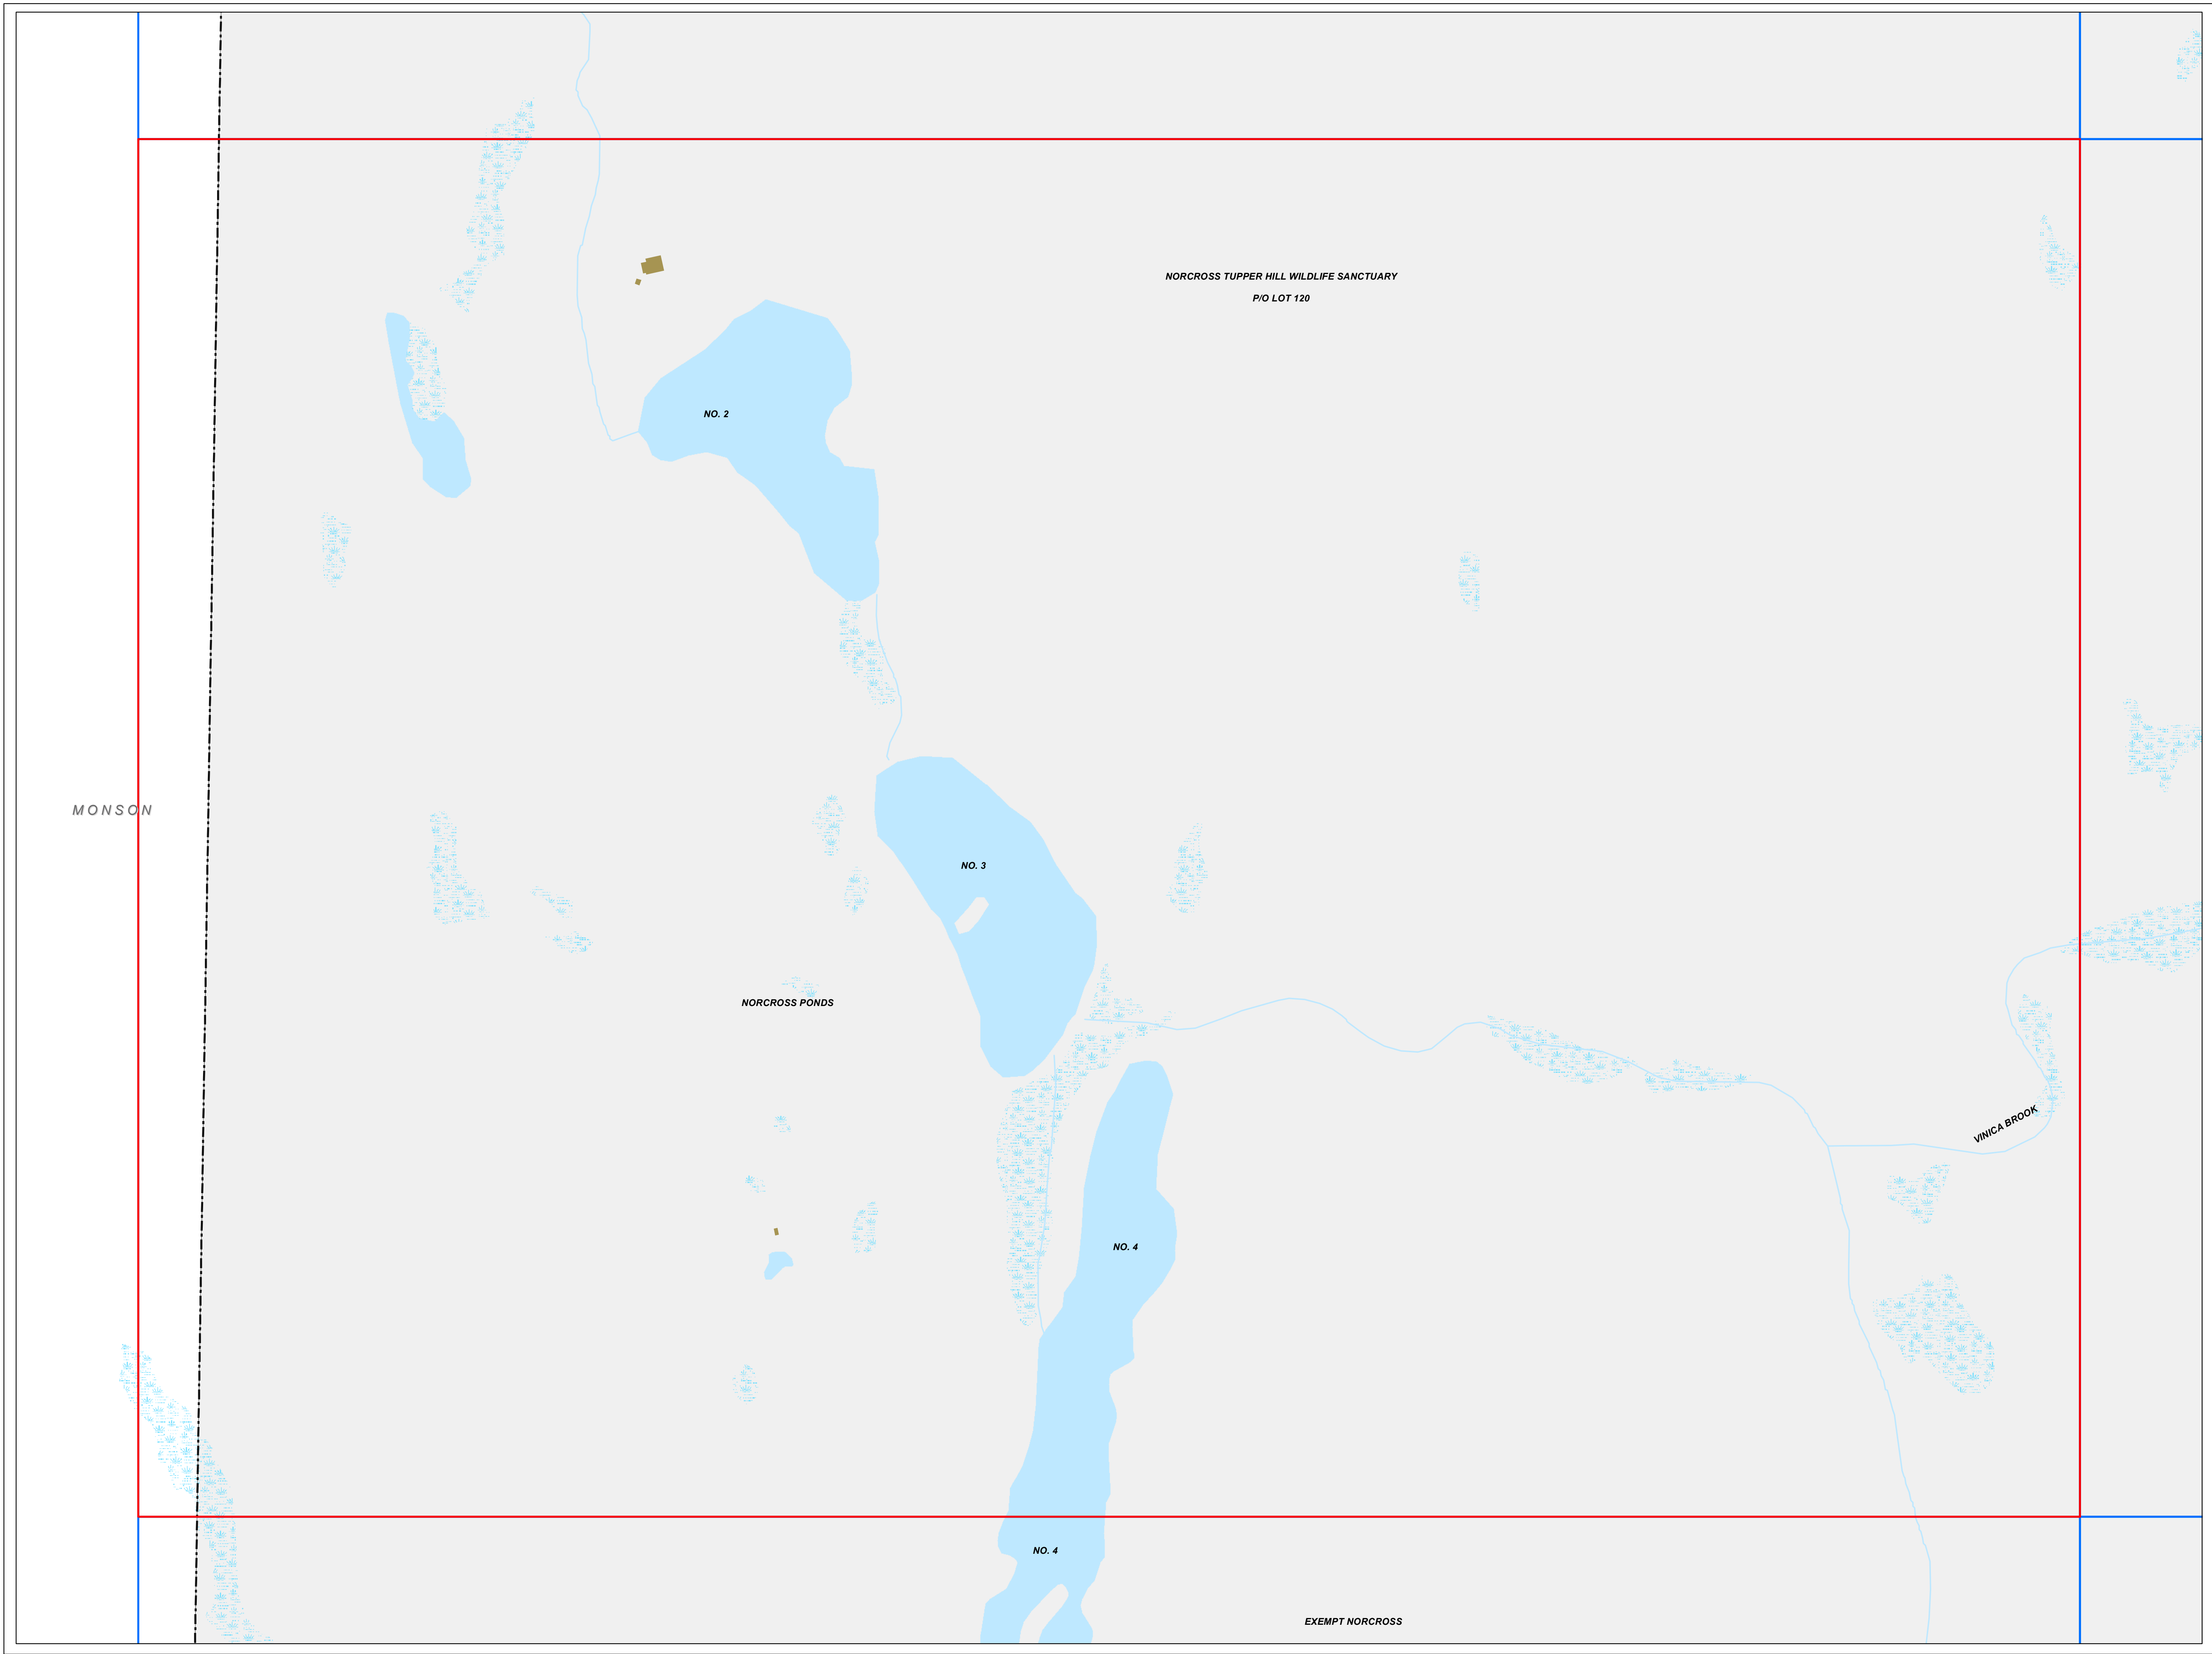 NORCROSS TUPPER HILL WILDLIFE SANCTUARY
P/O LOT 120
NO. 2
MONSON
NO. 3
NORCROSS PONDS
VINICA BROOK
NO. 4
NO. 4
EXEMPT NORCROSS